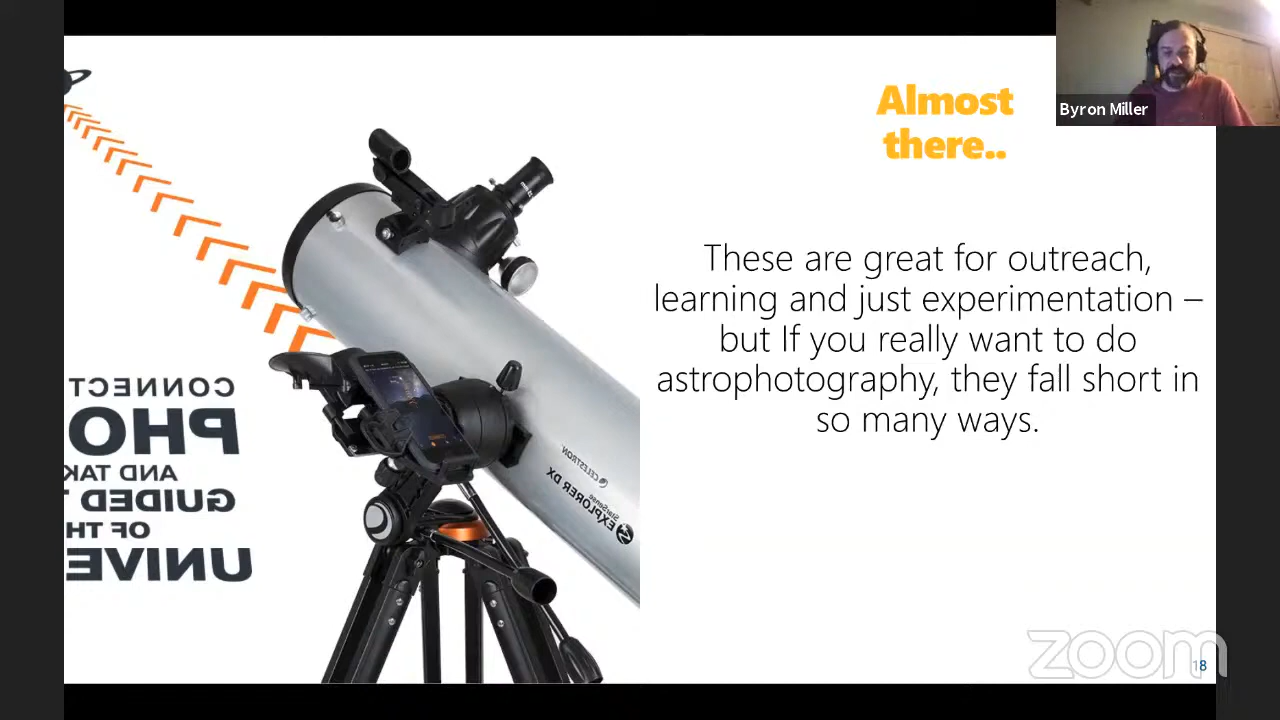 Almost
there..
Byron Miller
These are great for outreach,
learning and just experimentation –
but If you really want to do
astrophotography, they fall short in
so many ways.
CONNECT
PHO
AND TAK
GUIDED T
OF TH
UNIVE
CELESTRON
StarSense
EXPLORER DX
zoom
18